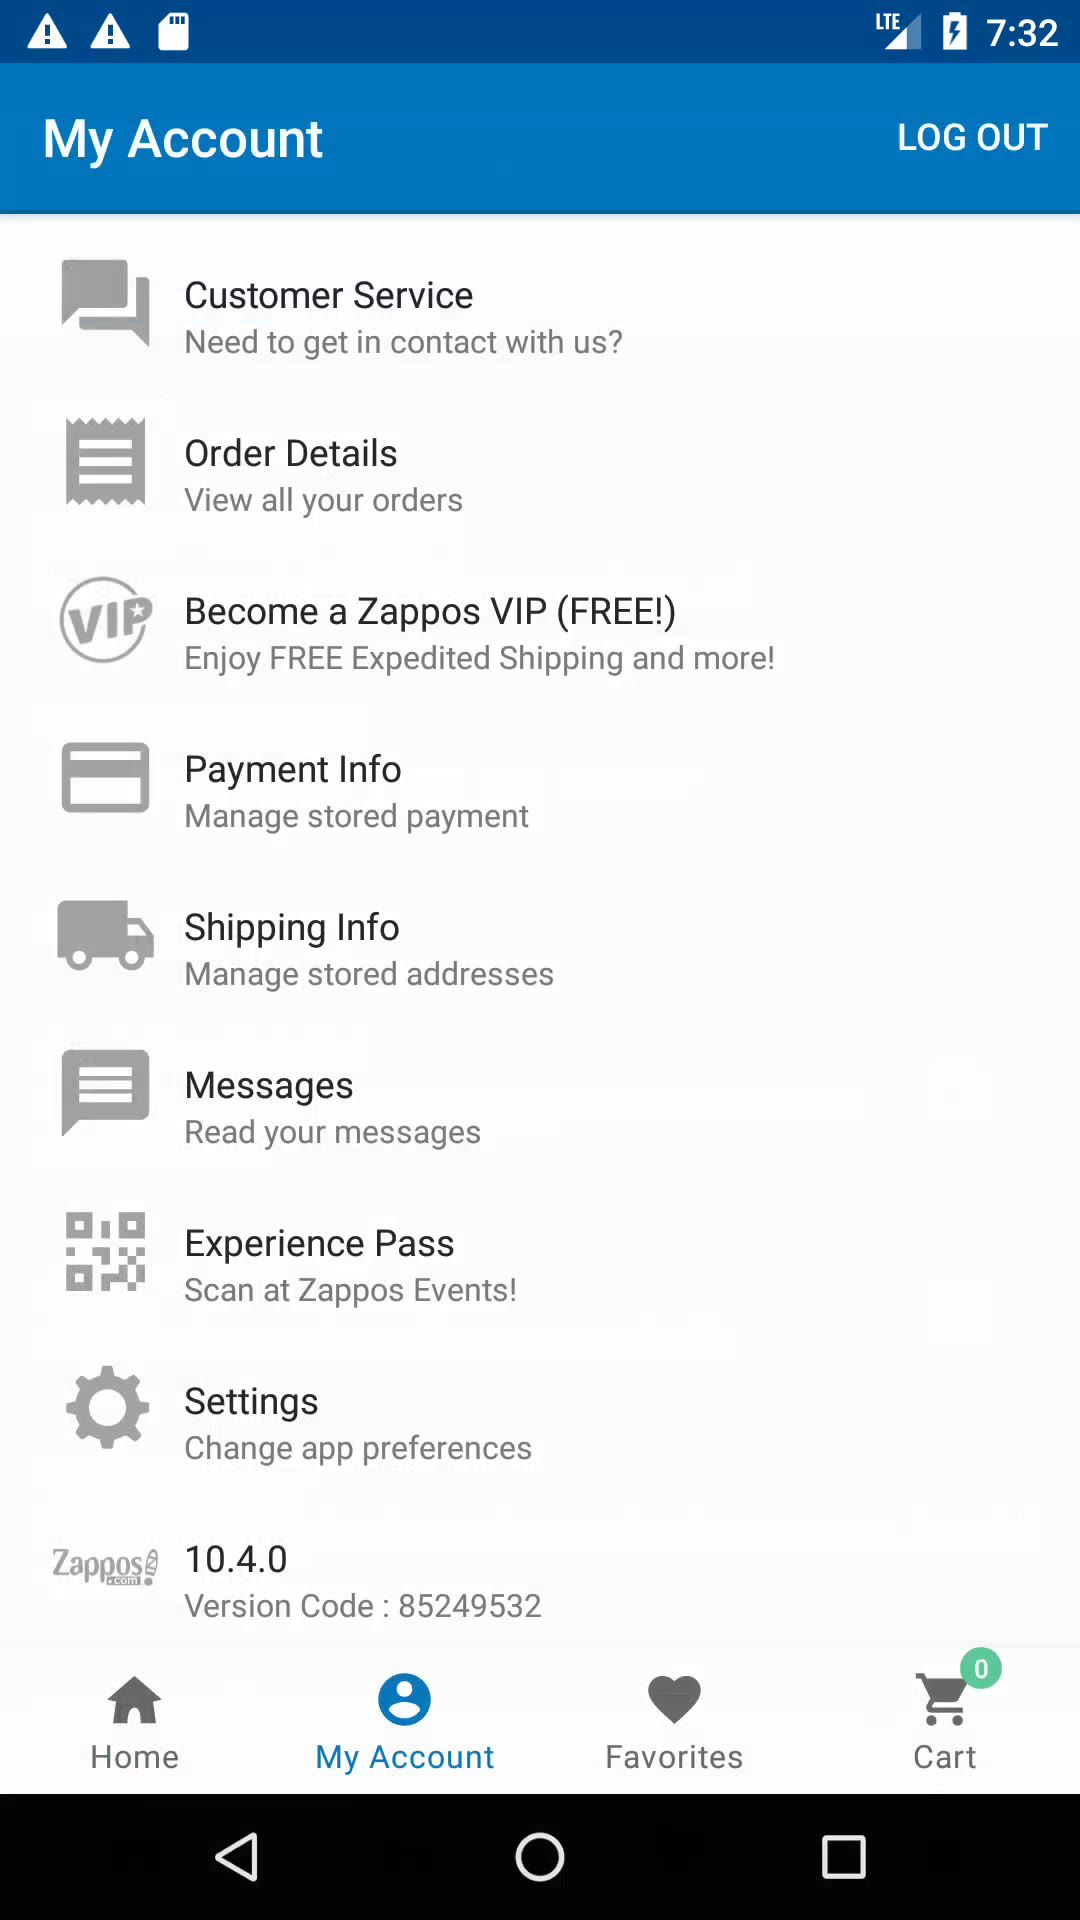 LTE 7:32
My Account LOG OUT
Customer Service
Need to get in contact with us?
Order Details
View all your orders
VIP
Become a Zappos VIP (FREE!)
Enjoy FREE Expedited Shipping and more!
Payment Info
Manage stored payment
Shipping Info
Manage stored addresses
Messages
Read your messages
Experience Pass
Scan at Zappos Events!
Settings
Change app preferences
Zappos
.com
10.4.0
Version Code : 85249532
0
Home My Account Favorites Cart